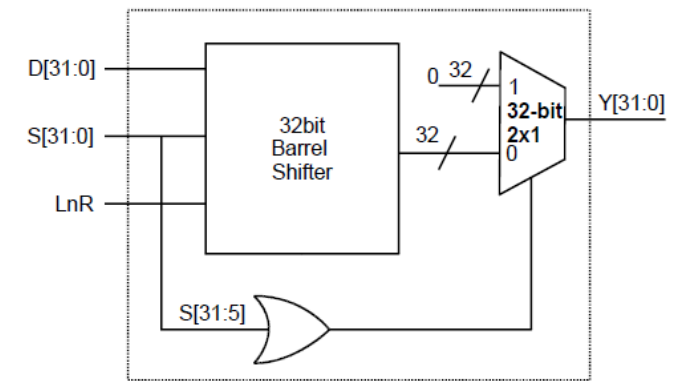 D[31:0]
S[31:0]
LnR
32bit
Barrel
Shifter
S[31:5]
0
32
32
1
32-bit
2x1
0
Y[31:0]